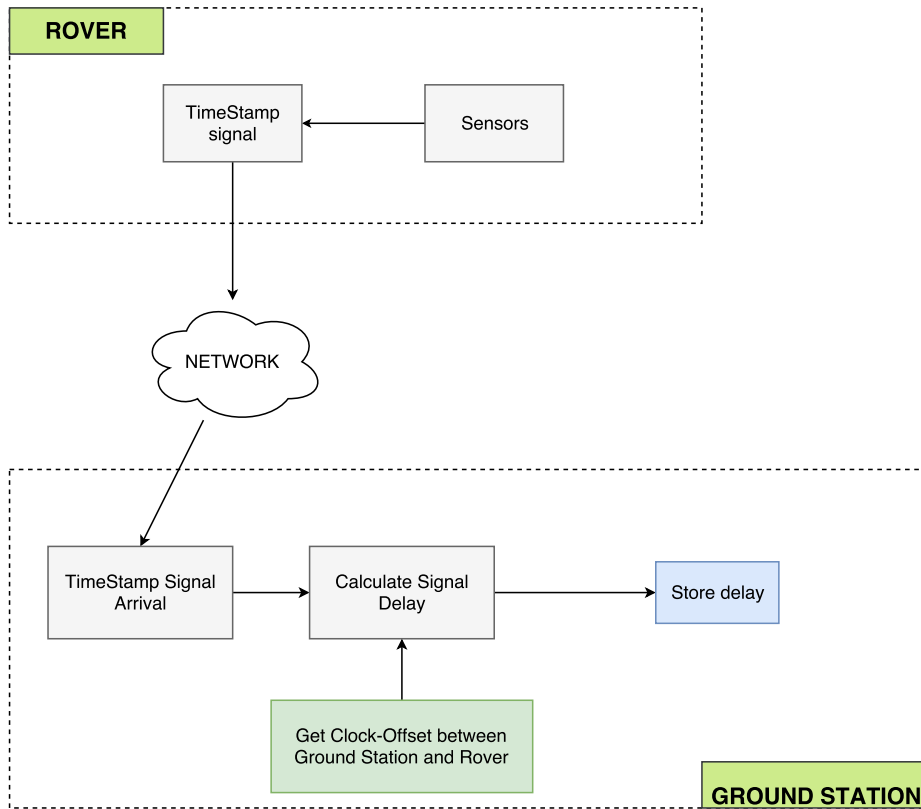 ROVER
TimeStamp
signal
Sensors
NETWORK
TimeStamp Signal
Arrival
Calculate Signal
Delay
Store delay
Get Clock-Offset between
Ground Station and Rover
GROUND STATION